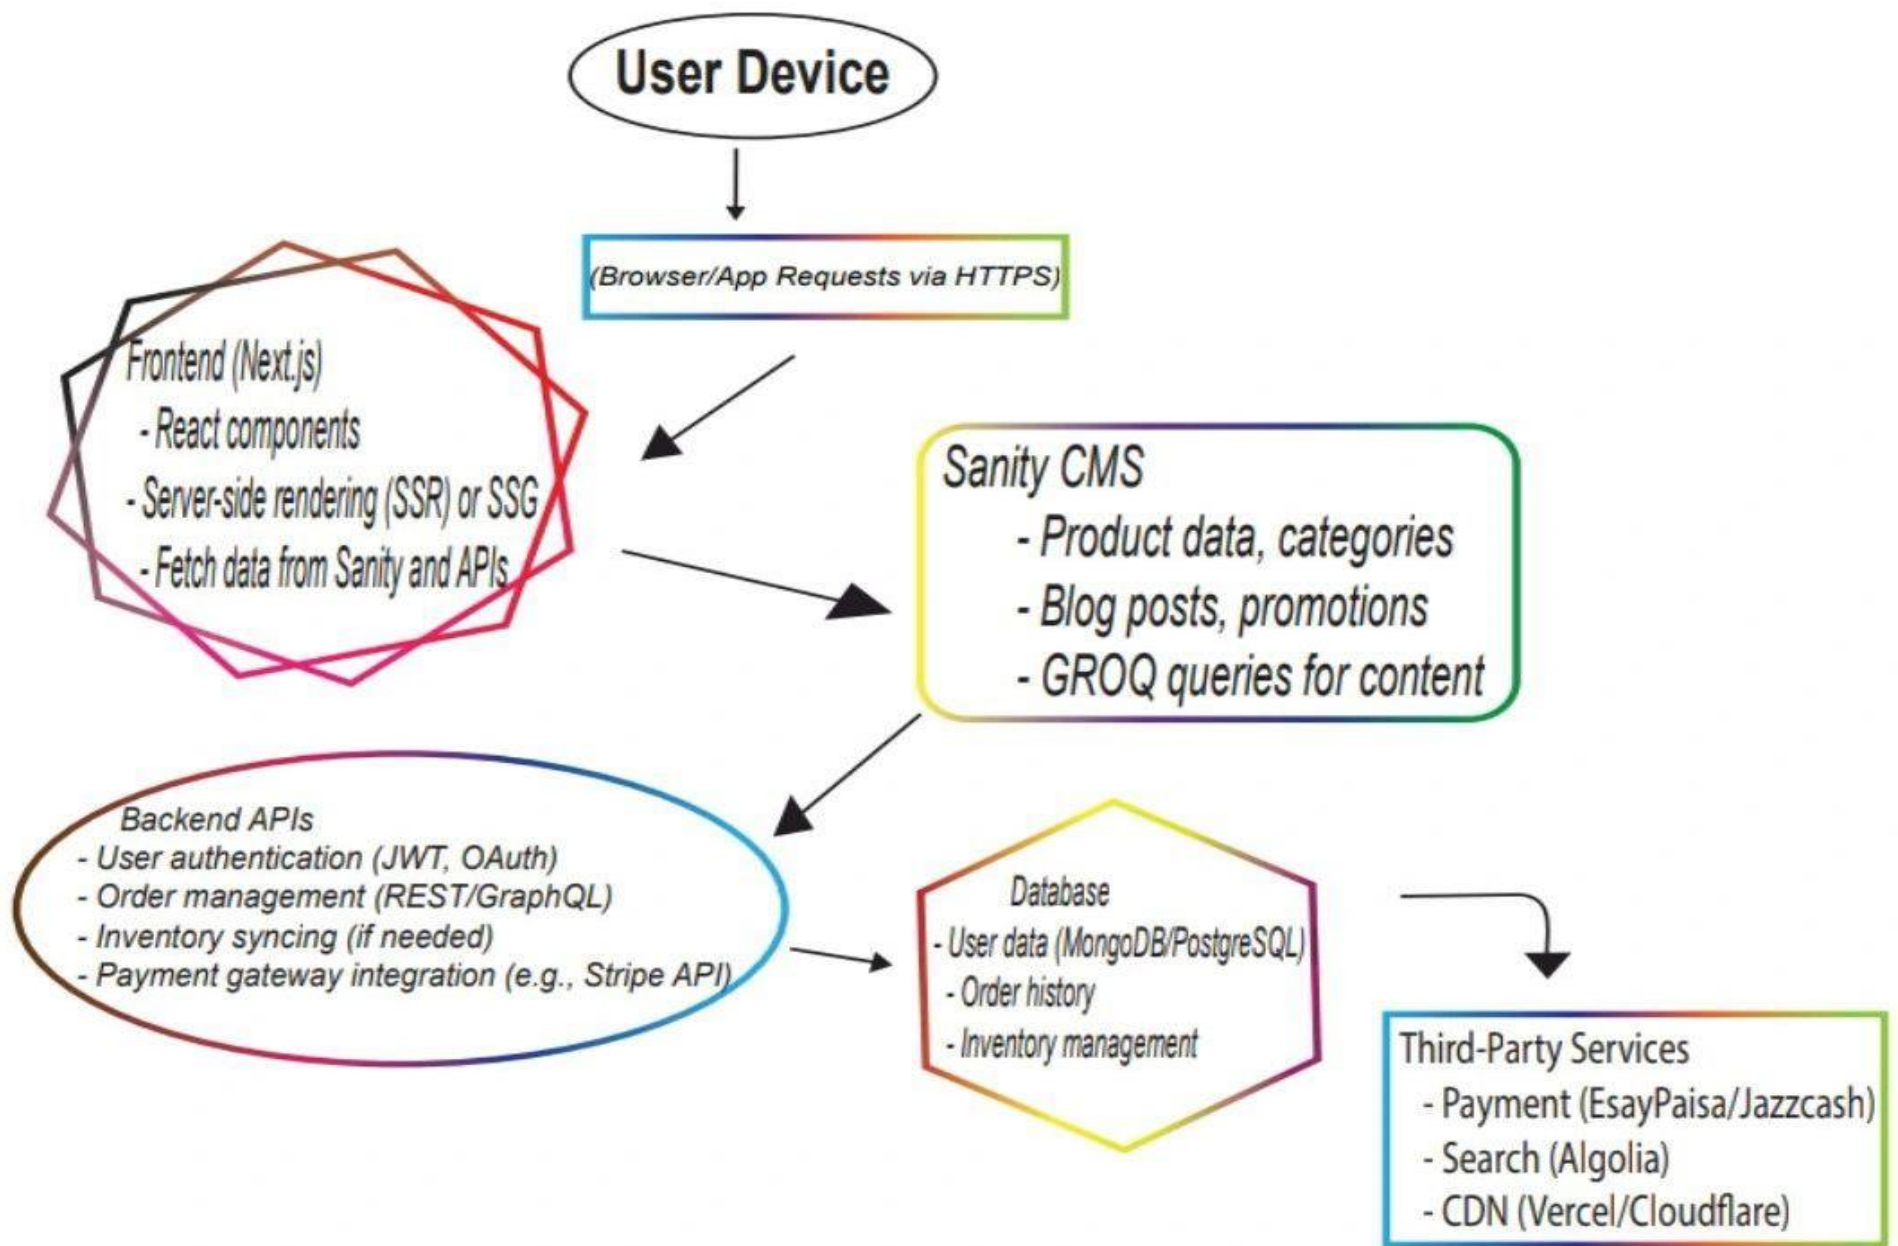 User Device
(Browser/App Requests via HTTPS)
Frontend (Next.js)
- React components
- Server-side rendering (SSR) or SSG
- Fetch data from Sanity and APIs
Sanity CMS
- Product data, categories
- Blog posts, promotions
- GROQ queries for content
Backend APIs
- User authentication (JWT, OAuth)
- Order management (REST/GraphQL)
- Inventory syncing (if needed)
- Payment gateway integration (e.g., Stripe API)
Database
- User data (MongoDB/PostgreSQL)
- Order history
- Inventory management
Third-Party Services
- Payment (EsayPaisa/Jazzcash)
- Search (Algolia)
- CDN (Vercel/Cloudflare)